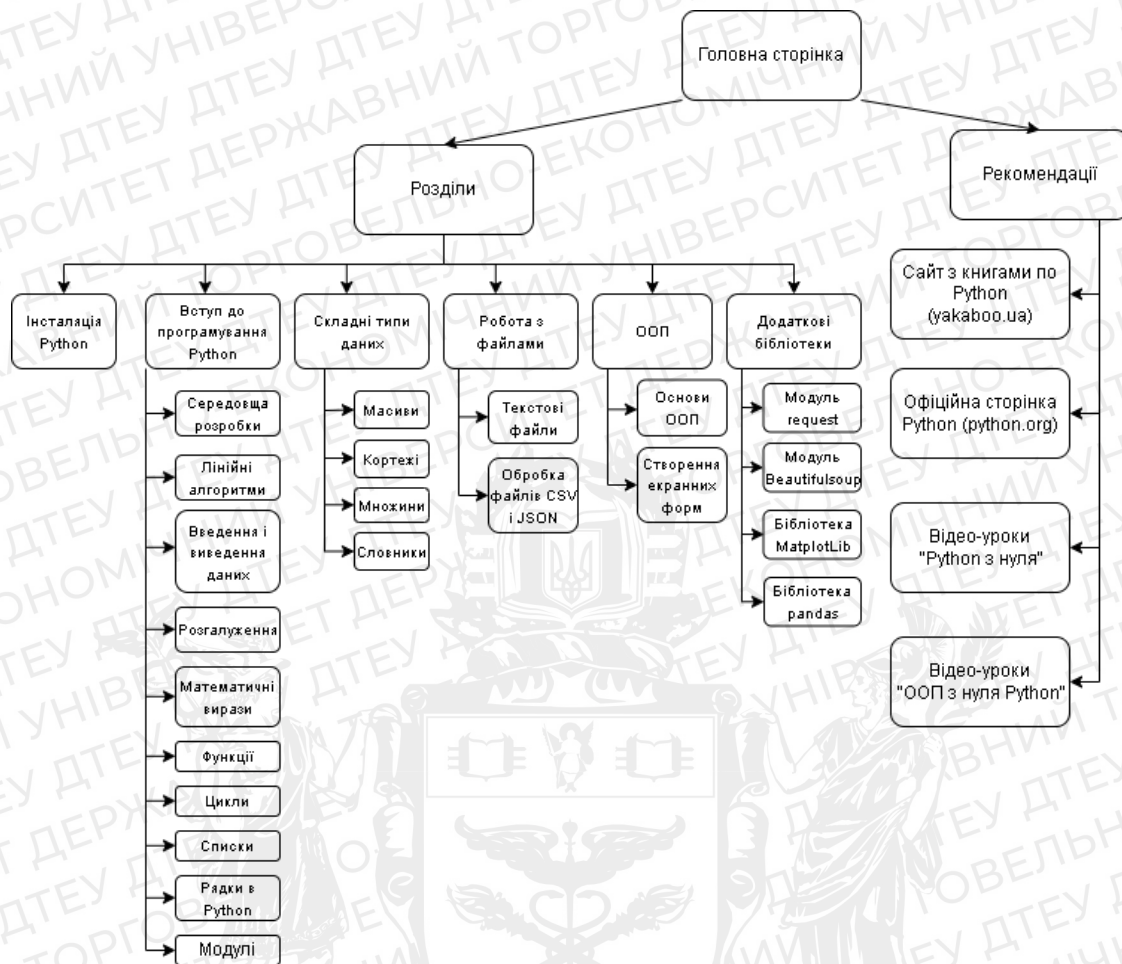 Головна сторінка
Розділи
Рекомендації
Інсталяція
Python
Вступ до
програмування
Python
Середовща
розробки
Лінійні
алгоритми
Введення і
виведення
даних
Розгалуження
Математичні
вирази
Функції
Цикли
Списки
Рядки в
Python
Модулі
Складні типи
даних
Масиви
Кортежі
Множини
Словники
Робота з
файлами
Текстові
файли
Обробка
файлів CSV
і JSON
ООП
Основи
ООП
Створення
екранних
форм
Додаткові
бібліотеки
Модуль
request
Модуль
Beautifulsoup
Бібліотека
MatplotLib
Бібліотека
pandas
Сайт з книгами по
Python
(yakaboo.ua)
Офіційна сторінка
Python (python.org)
Відео-уроки
"Python з нуля"
Відео-уроки
"ООП з нуля Python"